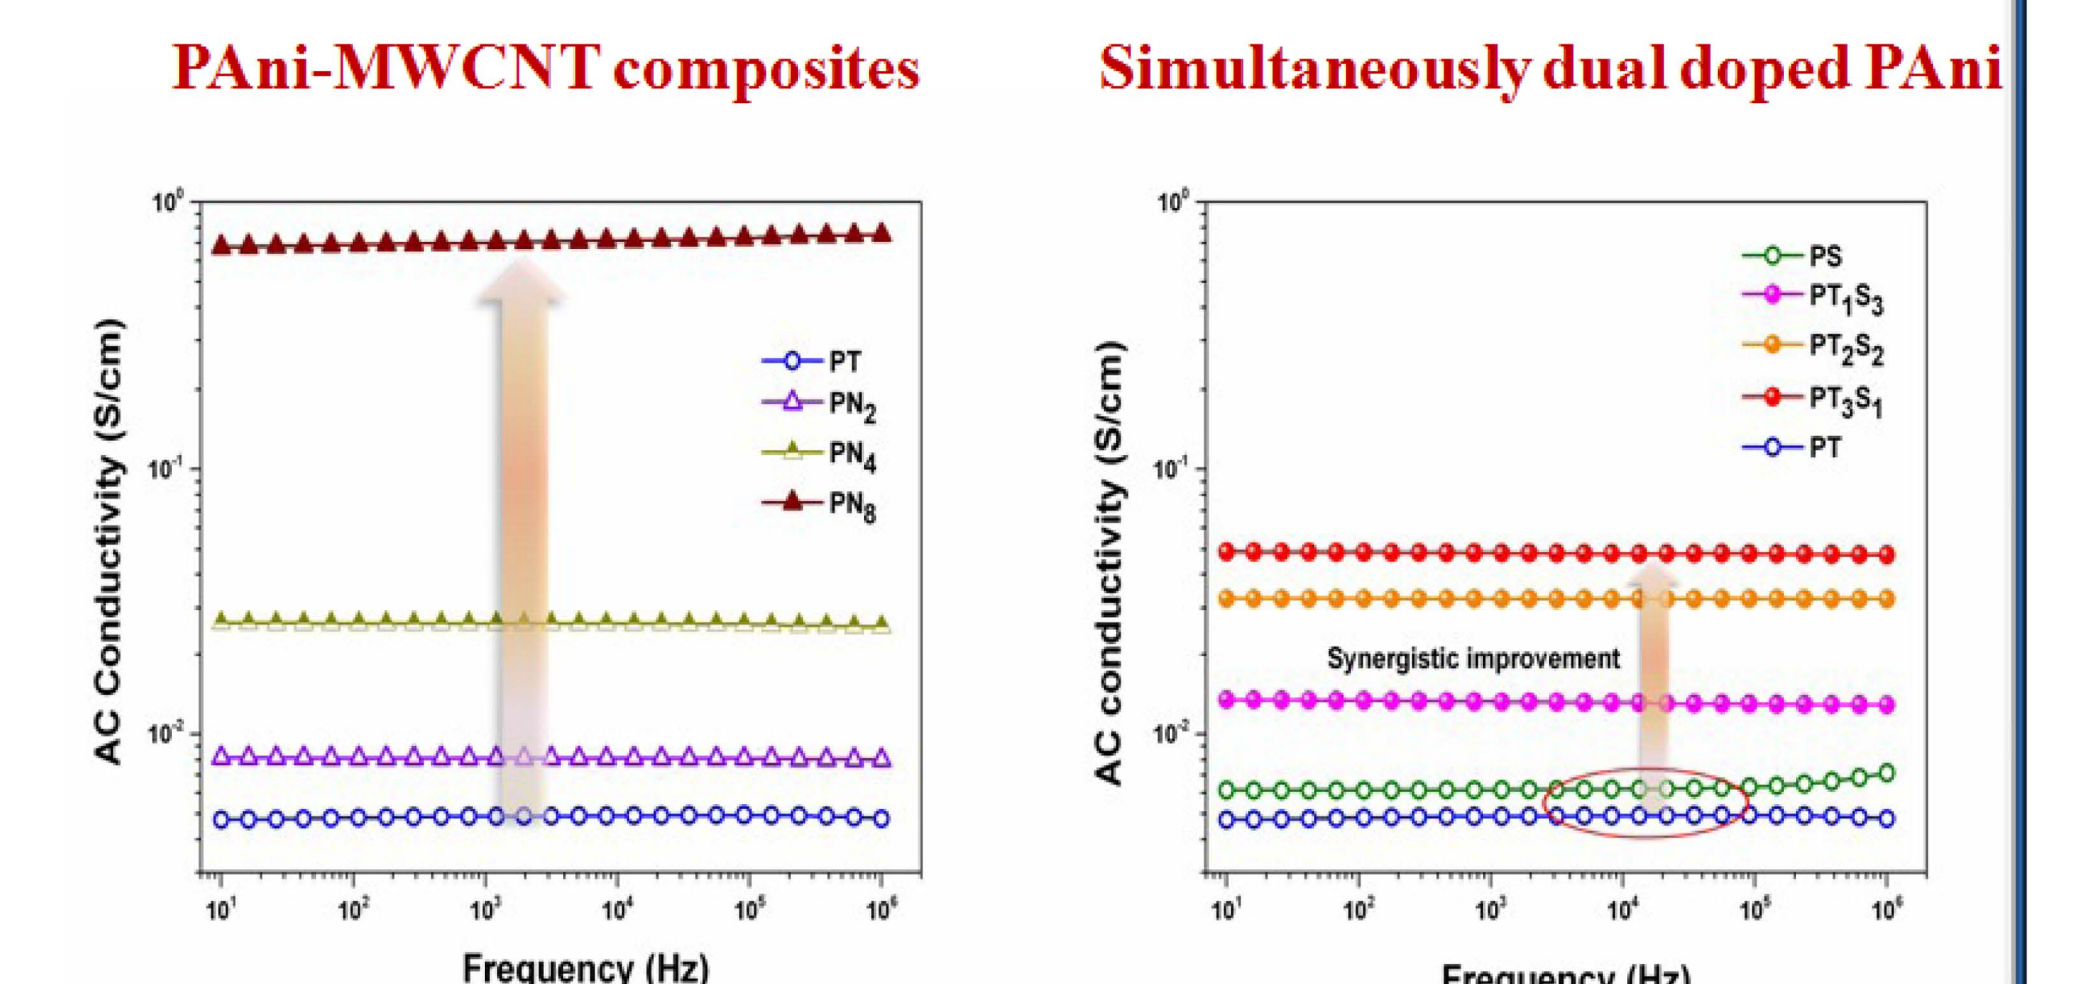 PAni-MWCNT composites
Simultaneously dual doped PAni
AC Conductivity (S/cm)
10⁰
10⁻¹
10⁻²
PT
PN₂
PN₄
PN₈
10¹ 10² 10³ 10⁴ 10⁵ 10⁶
Frequency (Hz)
AC conductivity (S/cm)
10⁰
10⁻¹
10⁻²
PS
PT₁S₃
PT₂S₂
PT₃S₁
PT
Synergistic improvement
10¹ 10² 10³ 10⁴ 10⁵ 10⁶
Frequency (Hz)